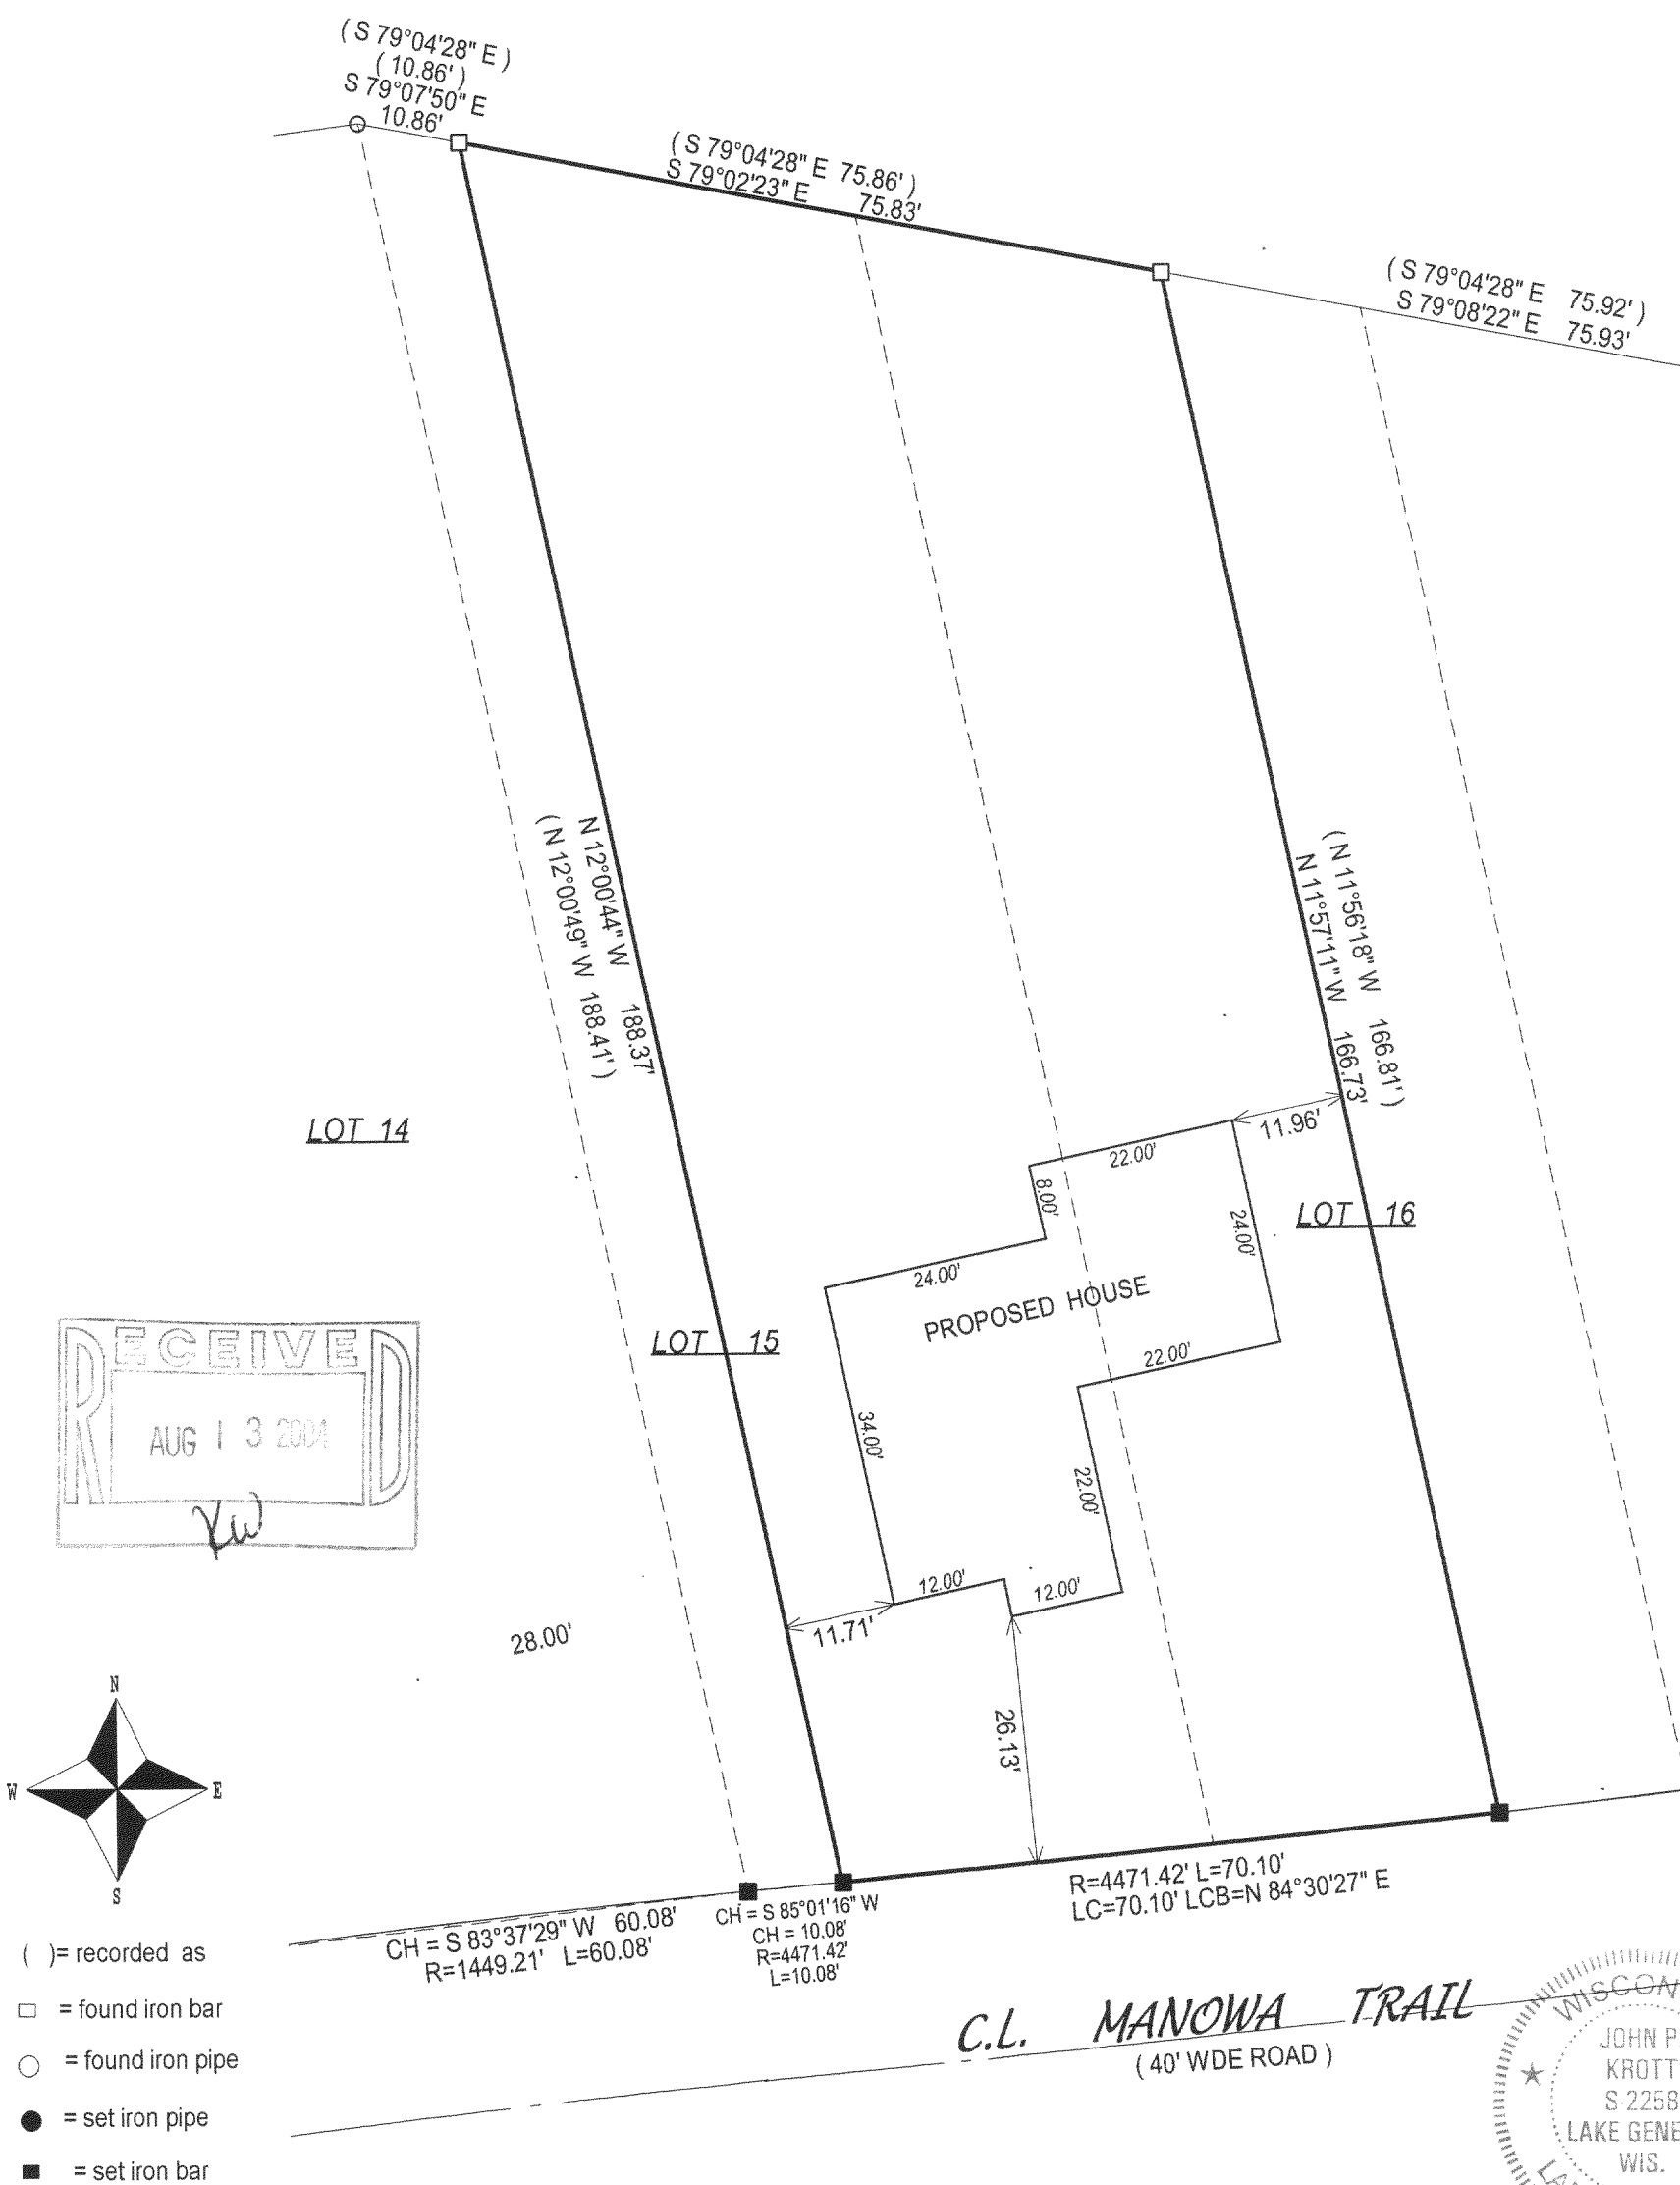 ( S 79°04'28" E )
( 10.86' )
S 79°07'50" E
10.86'
( S 79°04'28" E 75.86' )
S 79°02'23" E 75.83'
( S 79°04'28" E 75.92' )
S 79°08'22" E 75.93'
N 12°00'44" W 188.37'
( N 12°00'49" W 188.41' )
( N 11°56'18" W 166.81' )
N 11°57'11" W 166.73'
LOT 14
11.96'
22.00'
8.00'
24.00'
LOT 16
24.00'
PROPOSED HOUSE
LOT 15
22.00'
34.00'
22.00'
RECEIVED
AUG 13 2004
12.00'
12.00'
11.71'
28.00'
26.13'
N
W E
S
R=4471.42' L=70.10'
LC=70.10' LCB=N 84°30'27" E
CH = S 85°01'16" W
CH = 10.08'
R=4471.42'
L=10.08'
CH = S 83°37'29" W 60.08'
R=1449.21' L=60.08'
C.L. MANOWA TRAIL
( 40' WDE ROAD )
( )= recorded as
= found iron bar
= found iron pipe
= set iron pipe
= set iron bar
WISCON
JOHN P.
KROTT
S-2258
LAKE GENE
WIS.